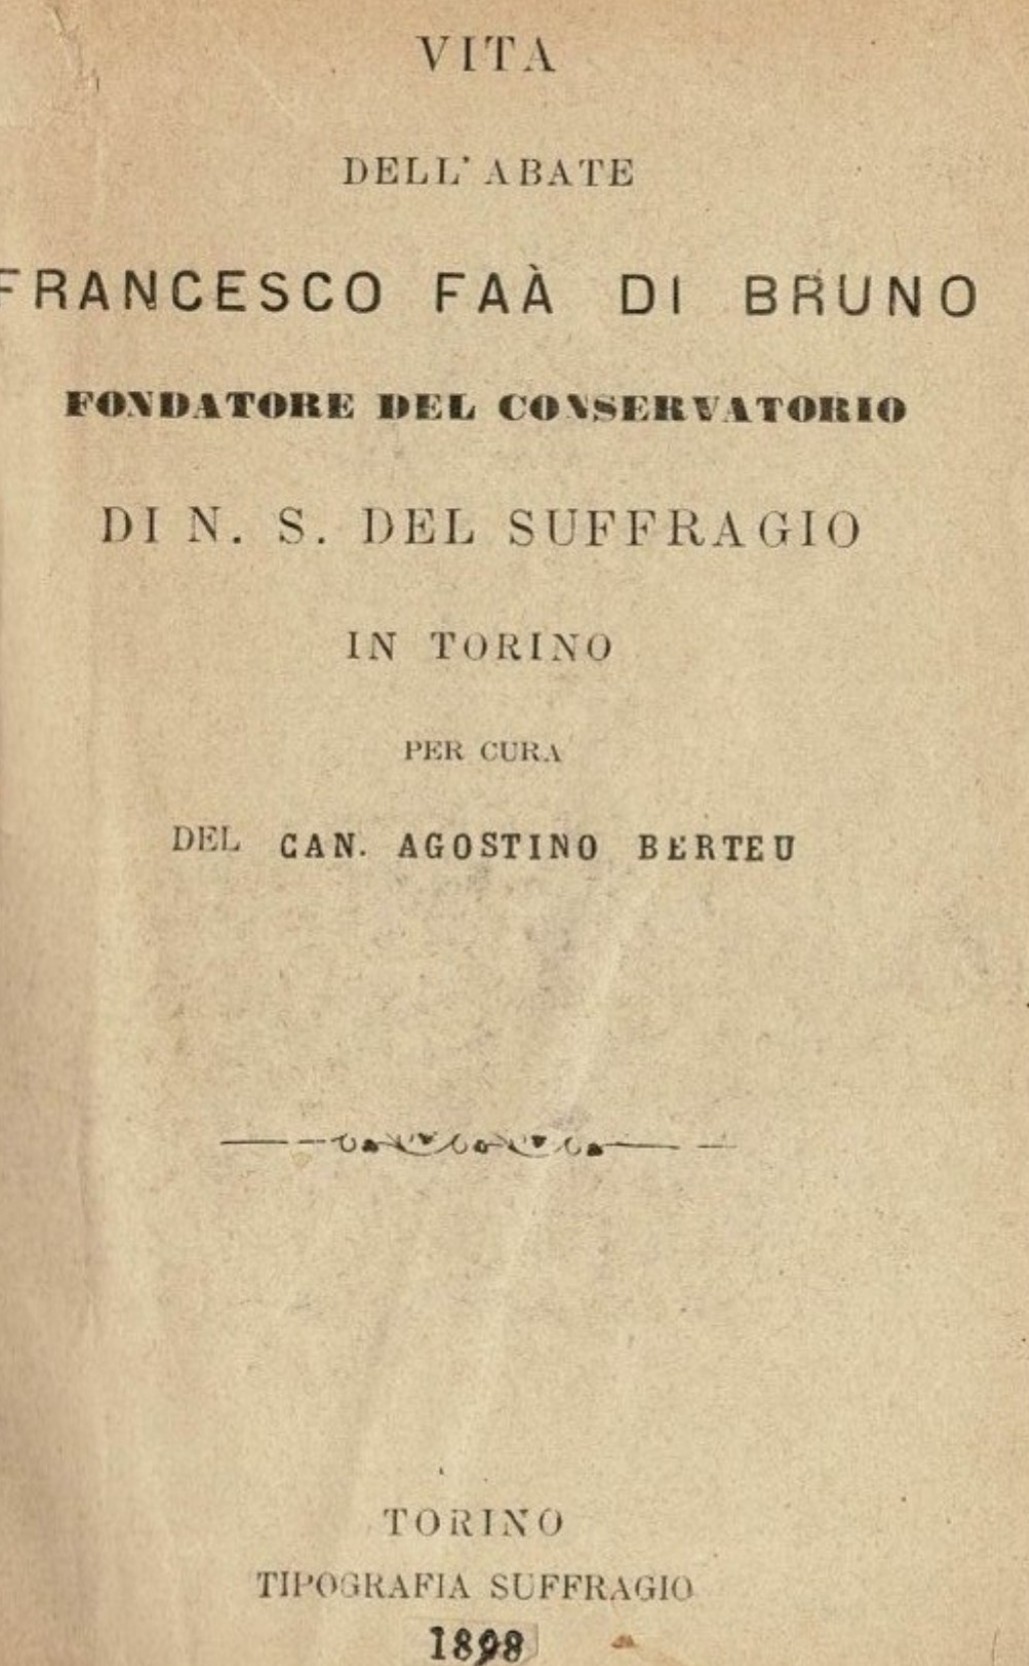 VITA
DELL'ABATE
FRANCESCO FAÀ DI BRUNO
FONDATORE DEL CONSERVATORIO
DI N. S. DEL SUFFRAGIO
IN TORINO
PER CURA
DEL CAN. AGOSTINO BERTEU
TORINO
TIPOGRAFIA SUFFRAGIO
1898